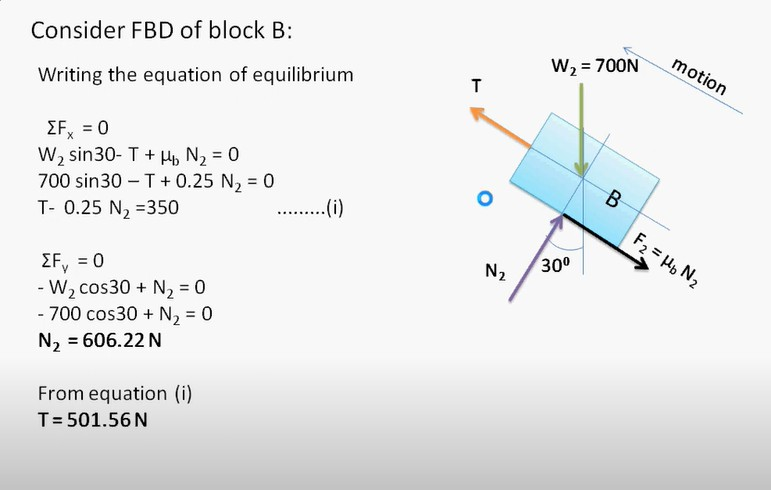 Consider FBD of block B:
Writing the equation of equilibrium
ΣFx = 0
W2 sin30- T + μb N2 = 0
700 sin30 – T + 0.25 N2 = 0
T- 0.25 N2 =350 .........(i)
ΣFy = 0
- W2 cos30 + N2 = 0
- 700 cos30 + N2 = 0
N2 = 606.22 N
From equation (i)
T = 501.56 N
W2 = 700N
motion
T
B
F2 = μb N2
N2
30⁰